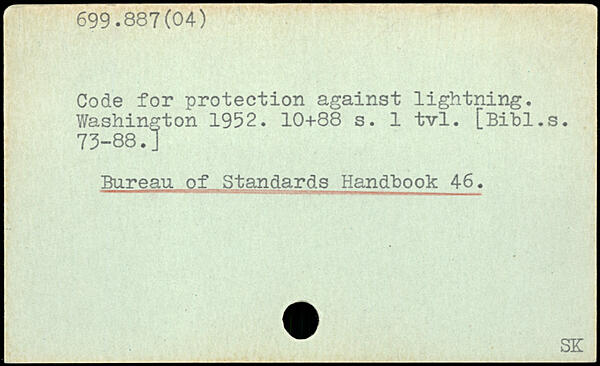 699.887(04)
Code for protection against lightning.
Washington 1952. 10+88 s. 1 tvl. [Bibl.s.
73-88.]
Bureau of Standards Handbook 46.
SK